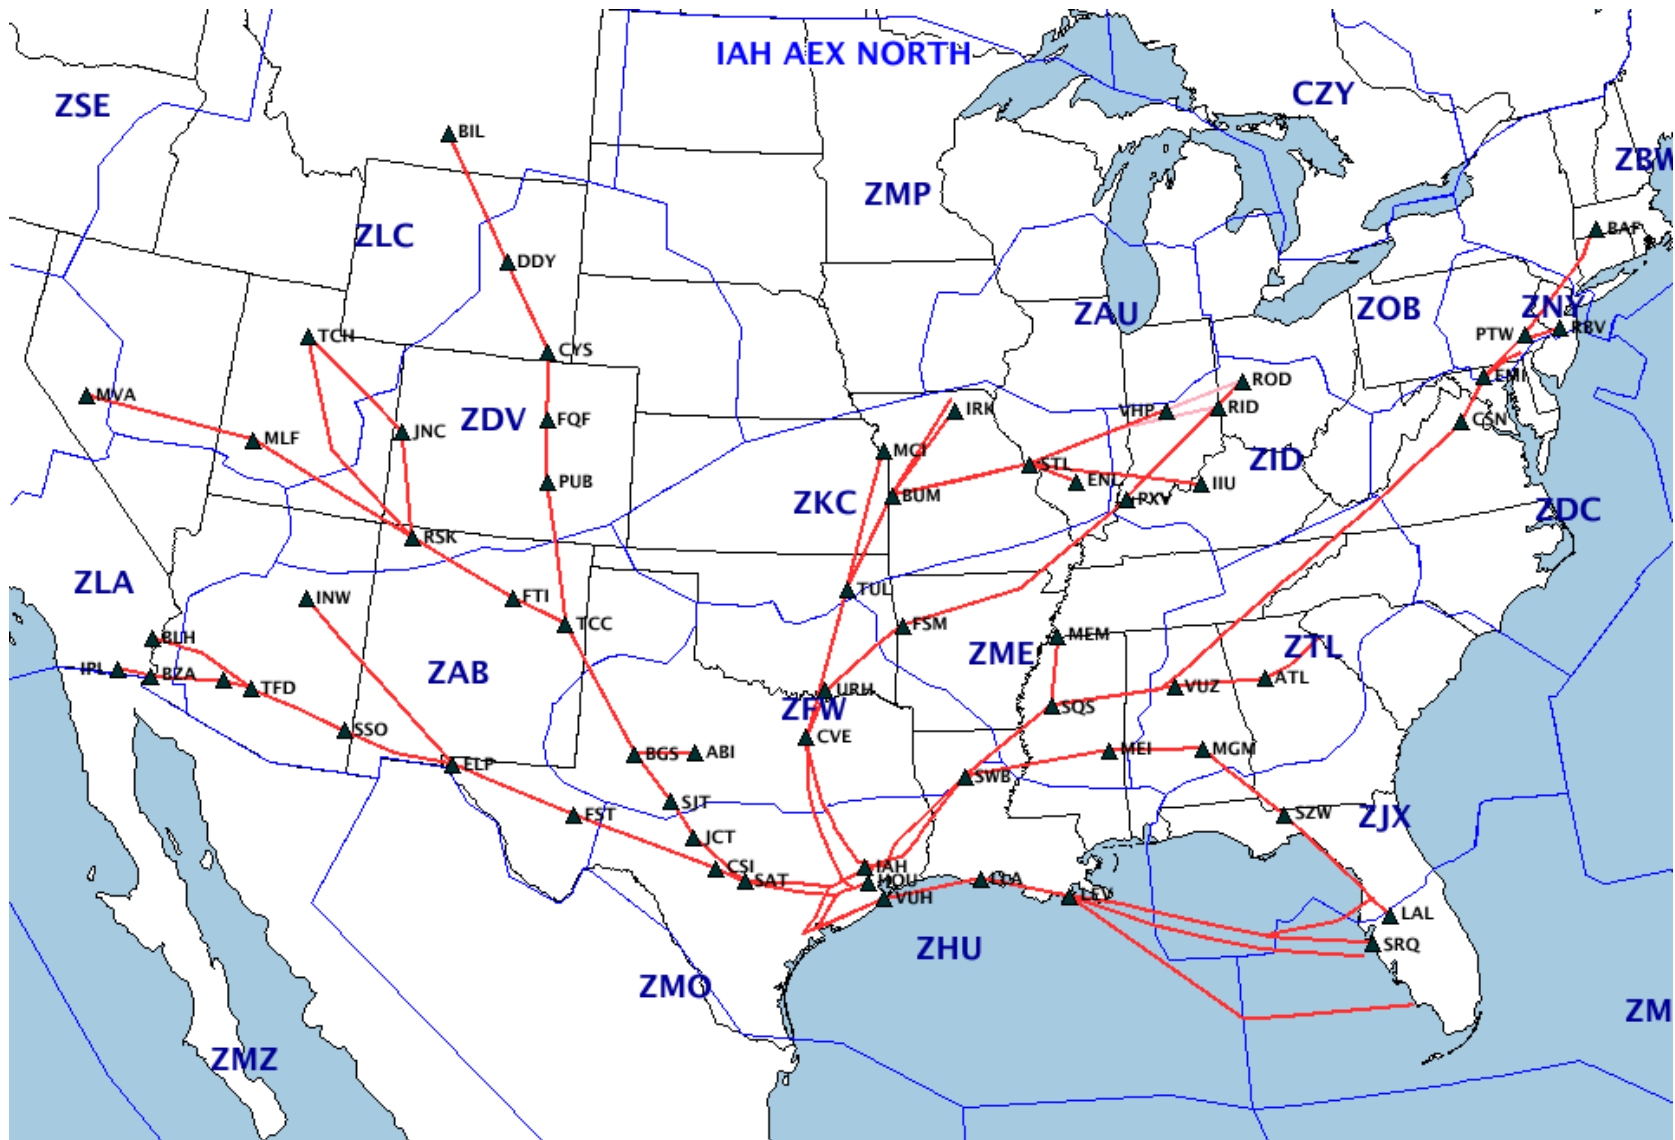 IAH AEX NORTH
ZSE
CZY
BIL
ZBW
ZMP
ZLC
BAF
DDY
ZAU
ZOB
ZNY
RBV
TCH
PTW
CYS
EMI
ROD
MVA
ZDV
FQF
IRK
VHP
RID
CSN
JNC
MLF
MCI
STL
ZID
PUB
ENL
IIU
ZKC
BUM
PXV
ZDC
RSK
ZLA
TUL
INW
FTI
TCC
FSM
MEM
BLH
ZME
ZTL
IPL
BZA
ZAB
TFD
URH
VUZ
ATL
ZFW
SQS
SSO
CVE
BGS
ABI
MEI
MGM
ELP
SWB
SJT
FST
SZW
ZJX
JCT
CSI
IAH
SAT
HOU
LLA
VUH
LEV
LAL
SRQ
ZHU
ZMO
ZM
ZMZ